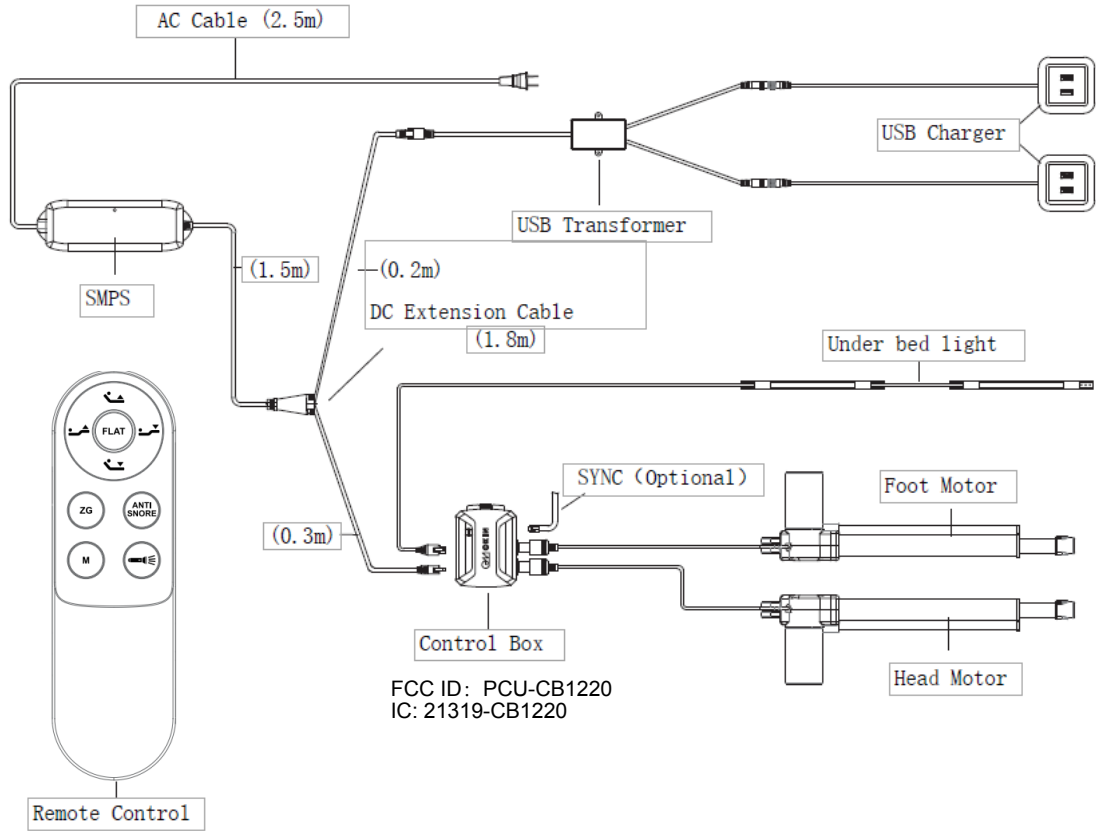 AC Cable (2.5m)
USB Charger
USB Transformer
(1.5m)
(0.2m)
SMPS
DC Extension Cable
(1.8m)
Under bed light
FLAT
SYNC（Optional）
Foot Motor
ZG
ANTI
SNORE
(0.3m)
M
Control Box
Head Motor
FCC ID：PCU-CB1220
IC: 21319-CB1220
Remote Control